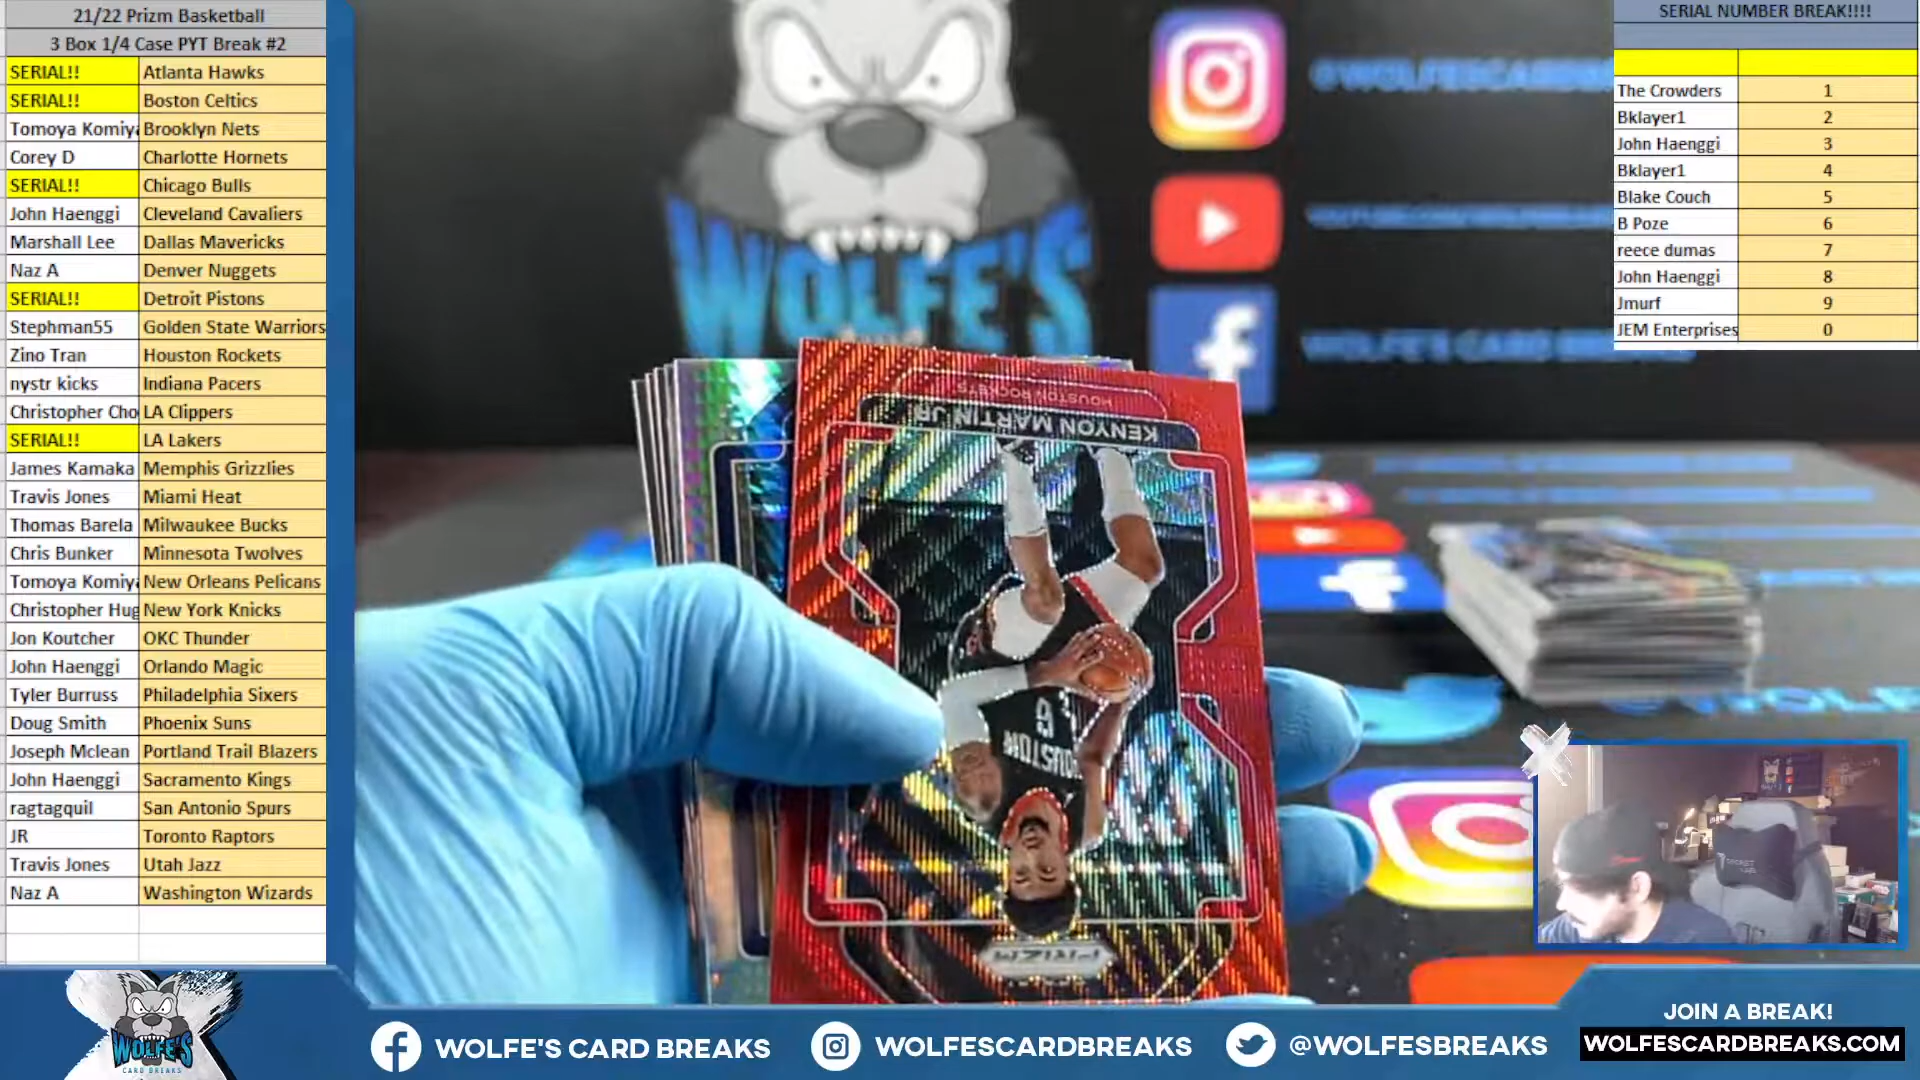 21/22 Prizm Basketball
3 Box 1/4 Case PYT Break #2
SERIAL!! Atlanta Hawks
SERIAL!! Boston Celtics
Tomoya Komiya Brooklyn Nets
Corey D Charlotte Hornets
SERIAL!! Chicago Bulls
John Haenggi Cleveland Cavaliers
Marshall Lee Dallas Mavericks
Naz A Denver Nuggets
SERIAL!! Detroit Pistons
Stephman55 Golden State Warriors
Zino Tran Houston Rockets
nystr kicks Indiana Pacers
Christopher Cho LA Clippers
SERIAL!! LA Lakers
James Kamaka Memphis Grizzlies
Travis Jones Miami Heat
Thomas Barela Milwaukee Bucks
Chris Bunker Minnesota Twolves
Tomoya Komiya New Orleans Pelicans
Christopher Hug New York Knicks
Jon Koutcher OKC Thunder
John Haenggi Orlando Magic
Tyler Burruss Philadelphia Sixers
Doug Smith Phoenix Suns
Joseph Mclean Portland Trail Blazers
John Haenggi Sacramento Kings
ragtagquil San Antonio Spurs
JR Toronto Raptors
Travis Jones Utah Jazz
Naz A Washington Wizards
SERIAL NUMBER BREAK!!!!
The Crowders 1
Bklayer1 2
John Haenggi 3
Bklayer1 4
Blake Couch 5
B Poze 6
reece dumas 7
John Haenggi 8
Jmurf 9
JEM Enterprises 0
@WOLFESCARDB
WOLFE'S
WOLFE'S CARD BREAKS
HOUSTON ROCKETS
KENYON MARTIN JR.
6
HOUSTON
PRIZM
WOLFE'S
CARD BREAKS
WOLFE'S CARD BREAKS
WOLFESCARDBREAKS
@WOLFESBREAKS
JOIN A BREAK!
WOLFESCARDBREAKS.COM